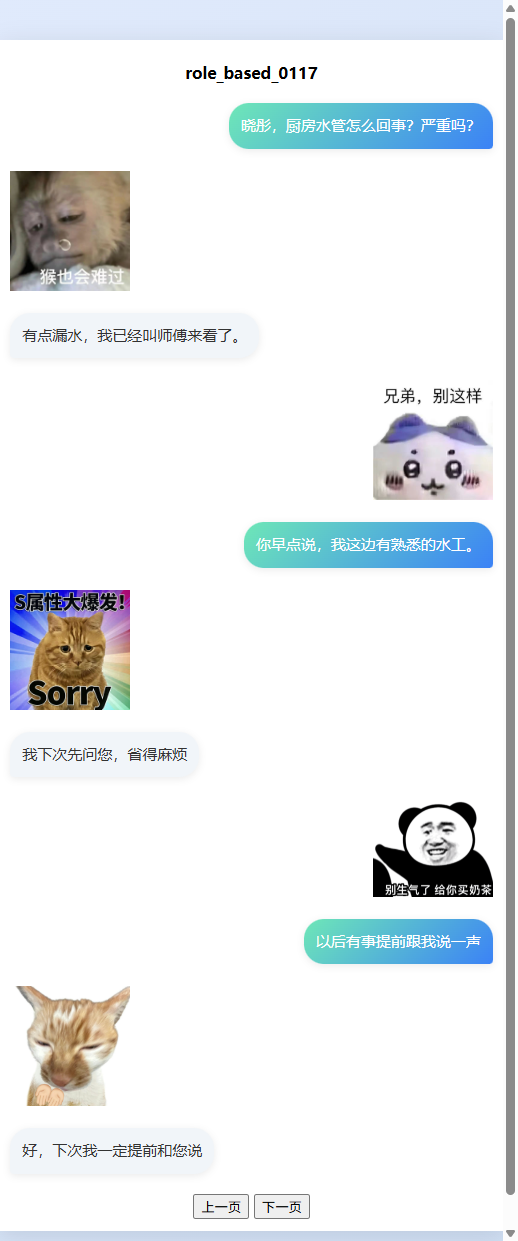 role_based_0117
晓彤，厨房水管怎么回事？严重吗？
猴也会难过
有点漏水，我已经叫师傅来看了。
兄弟，别这样
你早点说，我这边有熟悉的水工。
S属性大爆发！
Sorry
我下次先问您，省得麻烦
别生气了 给你买奶茶
以后有事提前跟我说一声
好，下次我一定提前和您说
上一页 下一页